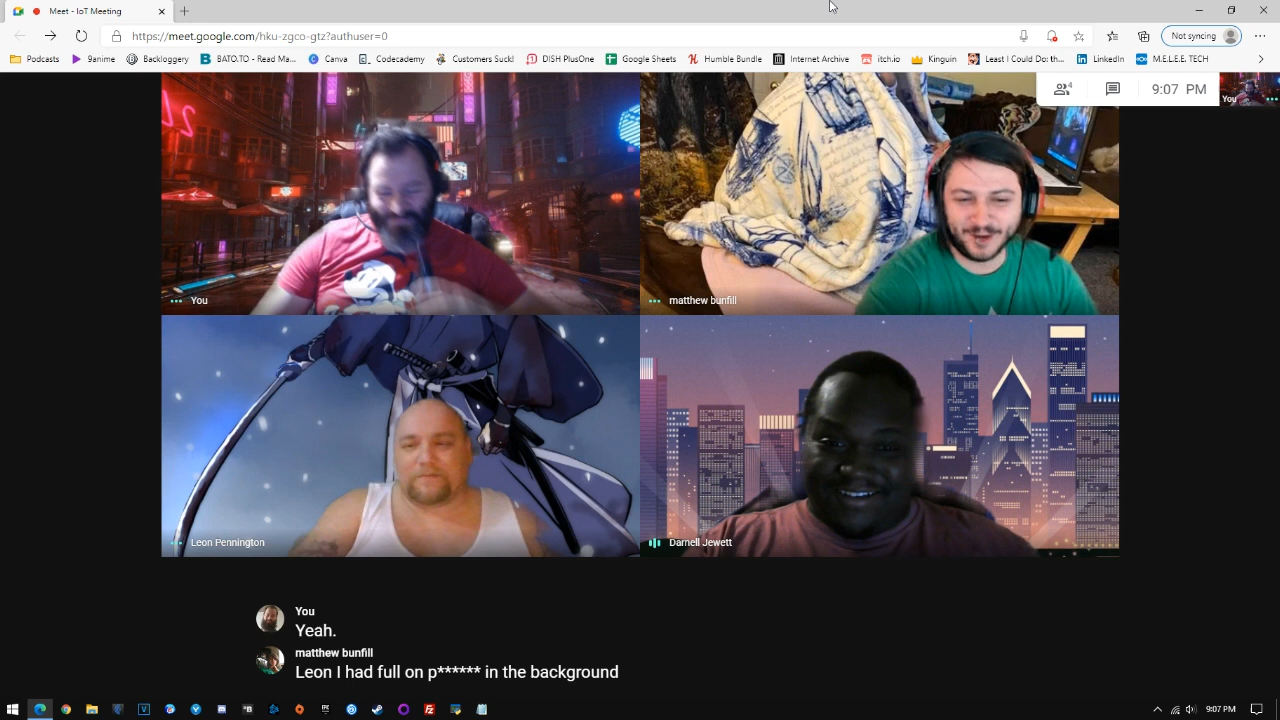 Meet - IoT Meeting
https://meet.google.com/hku-zgco-gtz?authuser=0
Not syncing
Podcasts 9anime Backloggery BATO.TO - Read Ma... Canva Codecademy Customers Suck! DISH PlusOne Google Sheets Humble Bundle Internet Archive itch.io Kinguin Least I Could Do: th... LinkedIn M.E.L.E.E. TECH
4
9:07 PM
You
You
matthew bunfill
Leon Pennington
Darnell Jewett
You
Yeah.
matthew bunfill
Leon I had full on p****** in the background
9:07 PM